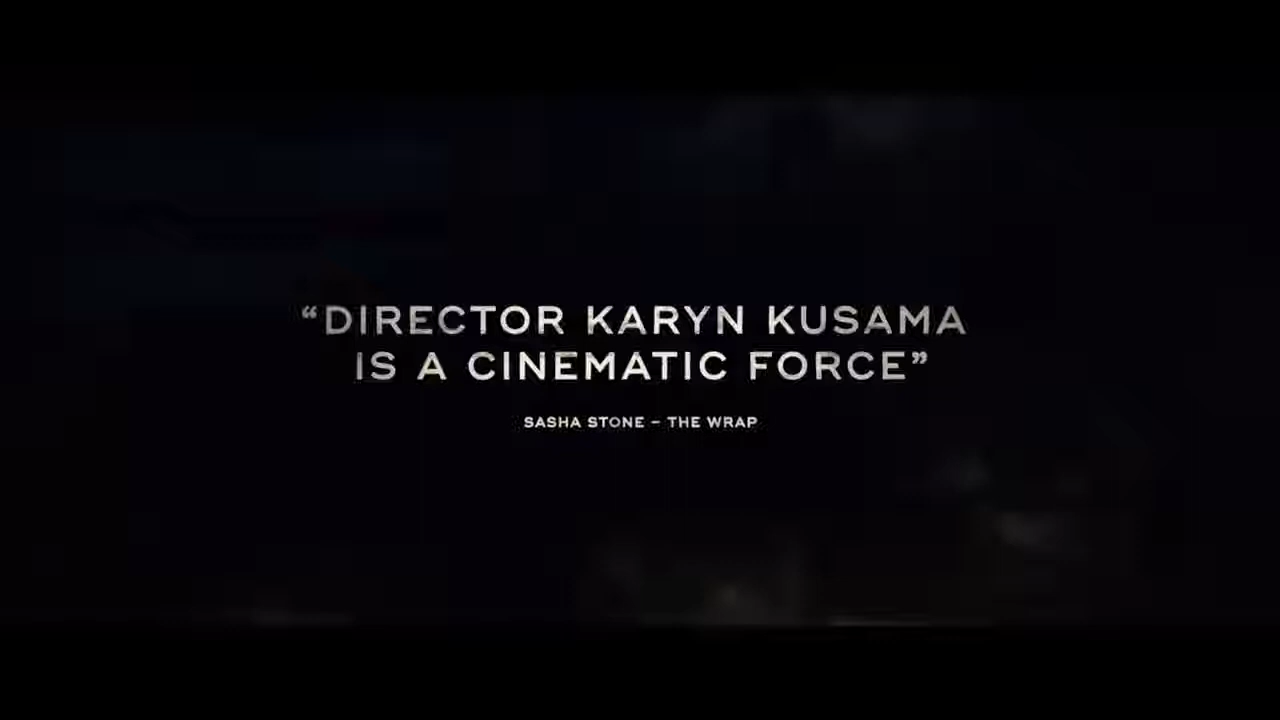 “DIRECTOR KARYN KUSAMA
IS A CINEMATIC FORCE”
SASHA STONE – THE WRAP